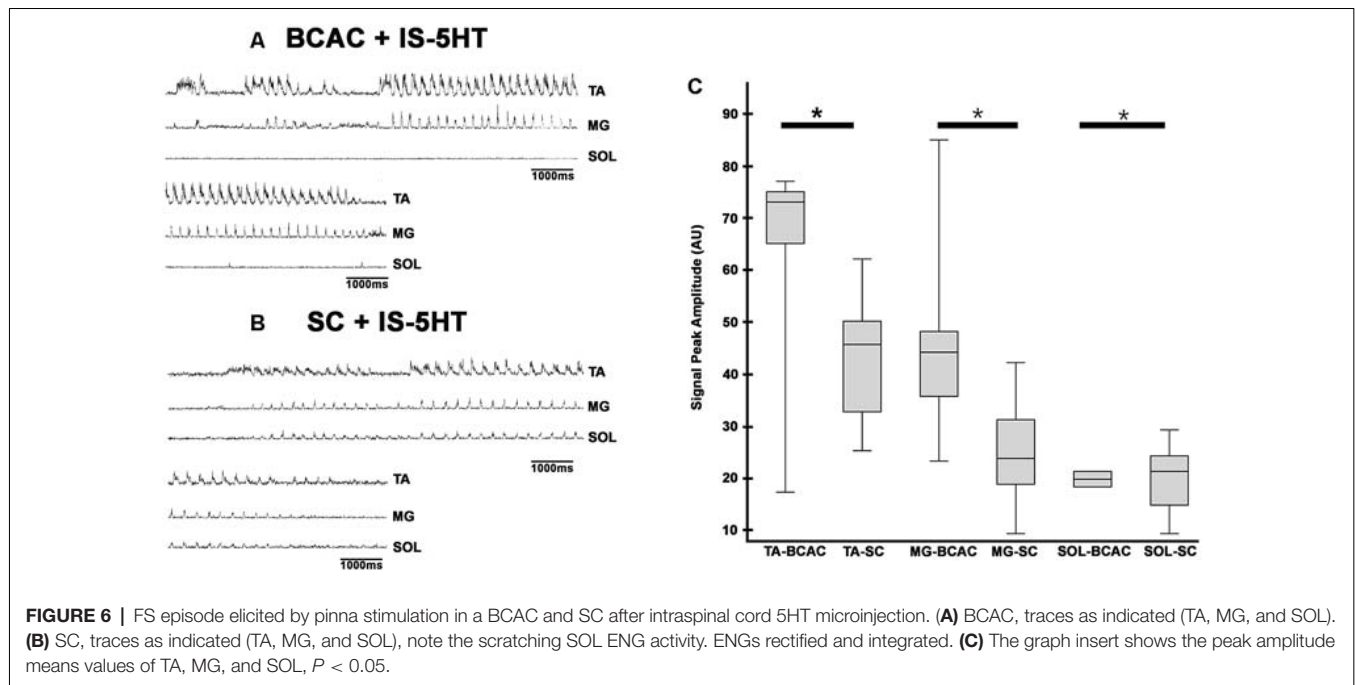 A BCAC + IS-5HT
TA
MG
SOL
1000ms
TA
MG
SOL
1000ms
B SC + IS-5HT
TA
MG
SOL
1000ms
TA
MG
SOL
1000ms
C
* * *
Signal Peak Amplitude (AU)
90
80
70
60
50
40
30
20
10
TA-BCAC TA-SC MG-BCAC MG-SC SOL-BCAC SOL-SC
FIGURE 6 | FS episode elicited by pinna stimulation in a BCAC and SC after intraspinal cord 5HT microinjection. (A) BCAC, traces as indicated (TA, MG, and SOL).
(B) SC, traces as indicated (TA, MG, and SOL), note the scratching SOL ENG activity. ENGs rectified and integrated. (C) The graph insert shows the peak amplitude
means values of TA, MG, and SOL, P < 0.05.